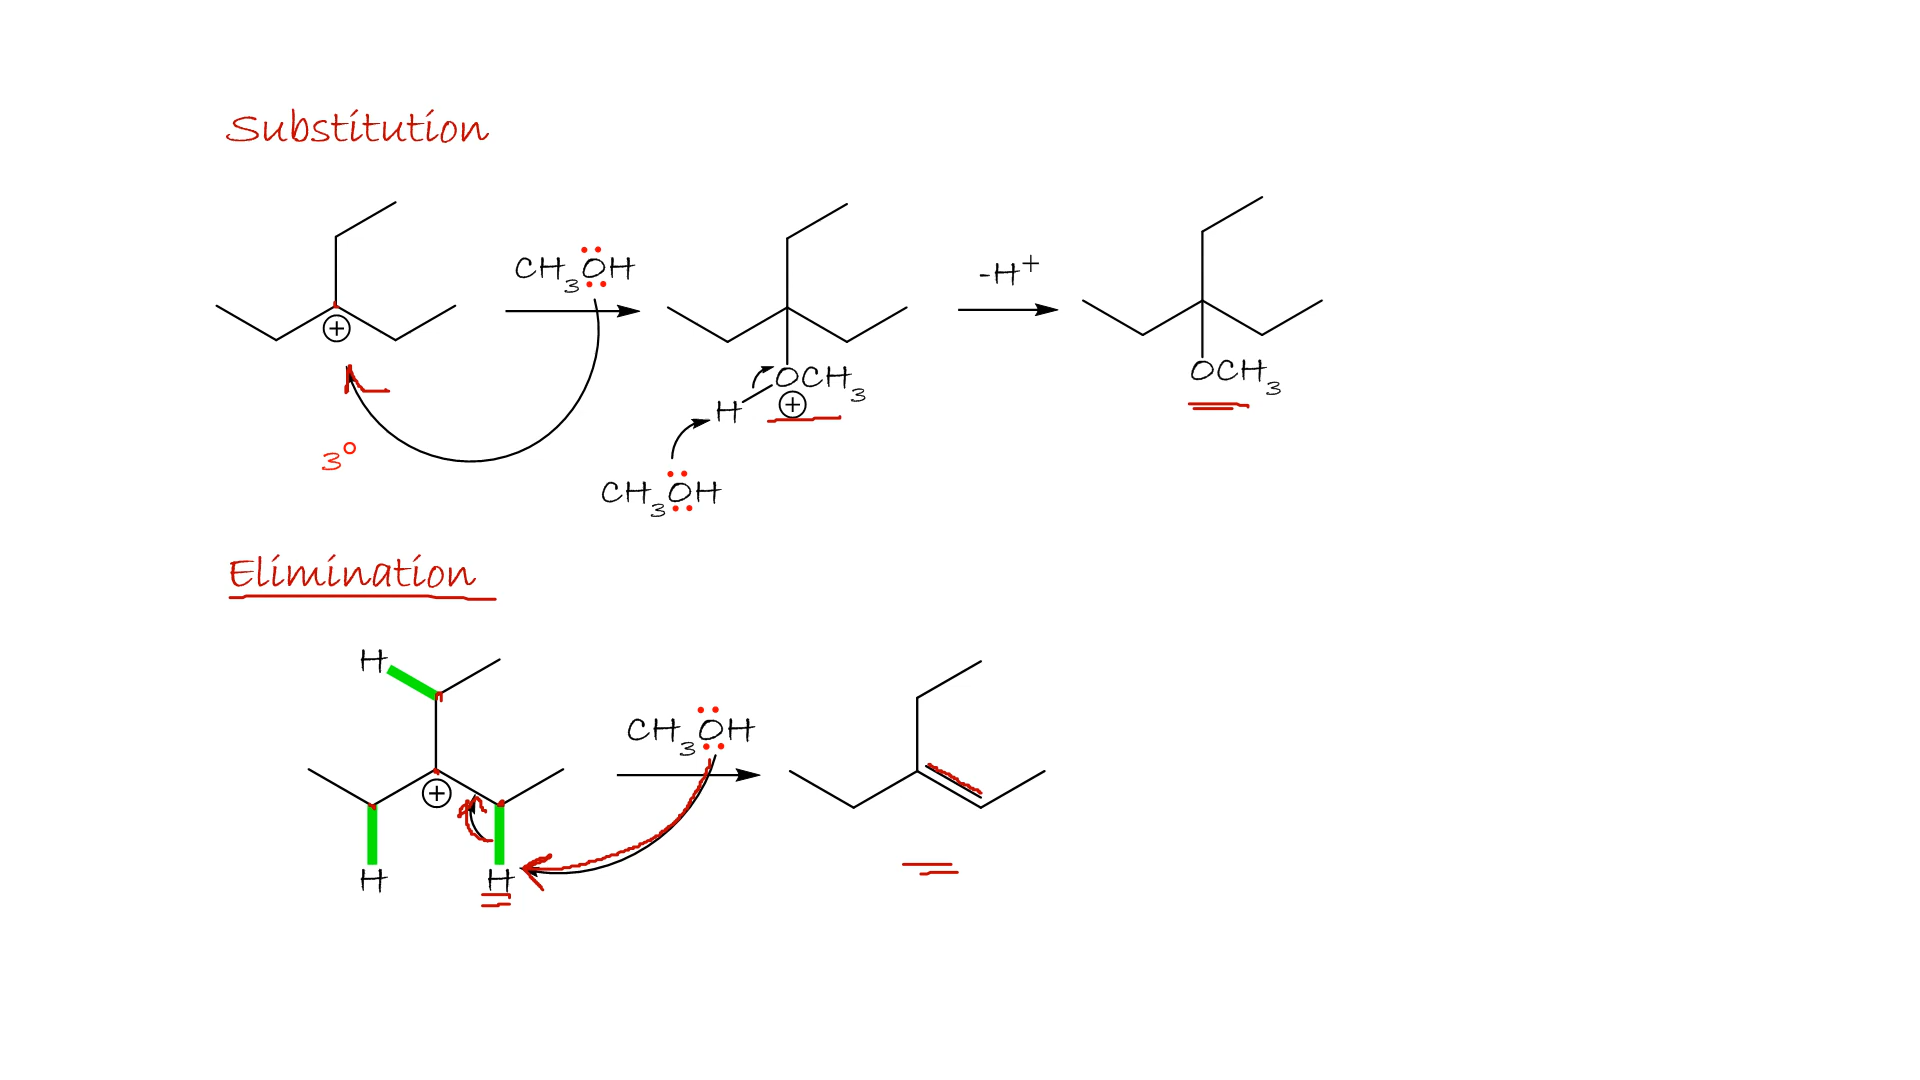 Substitution
CH3OH
-H+
⊕
OCH3
H ⊕
OCH3
3°
CH3OH
Elimination
H
CH3OH
⊕
H H